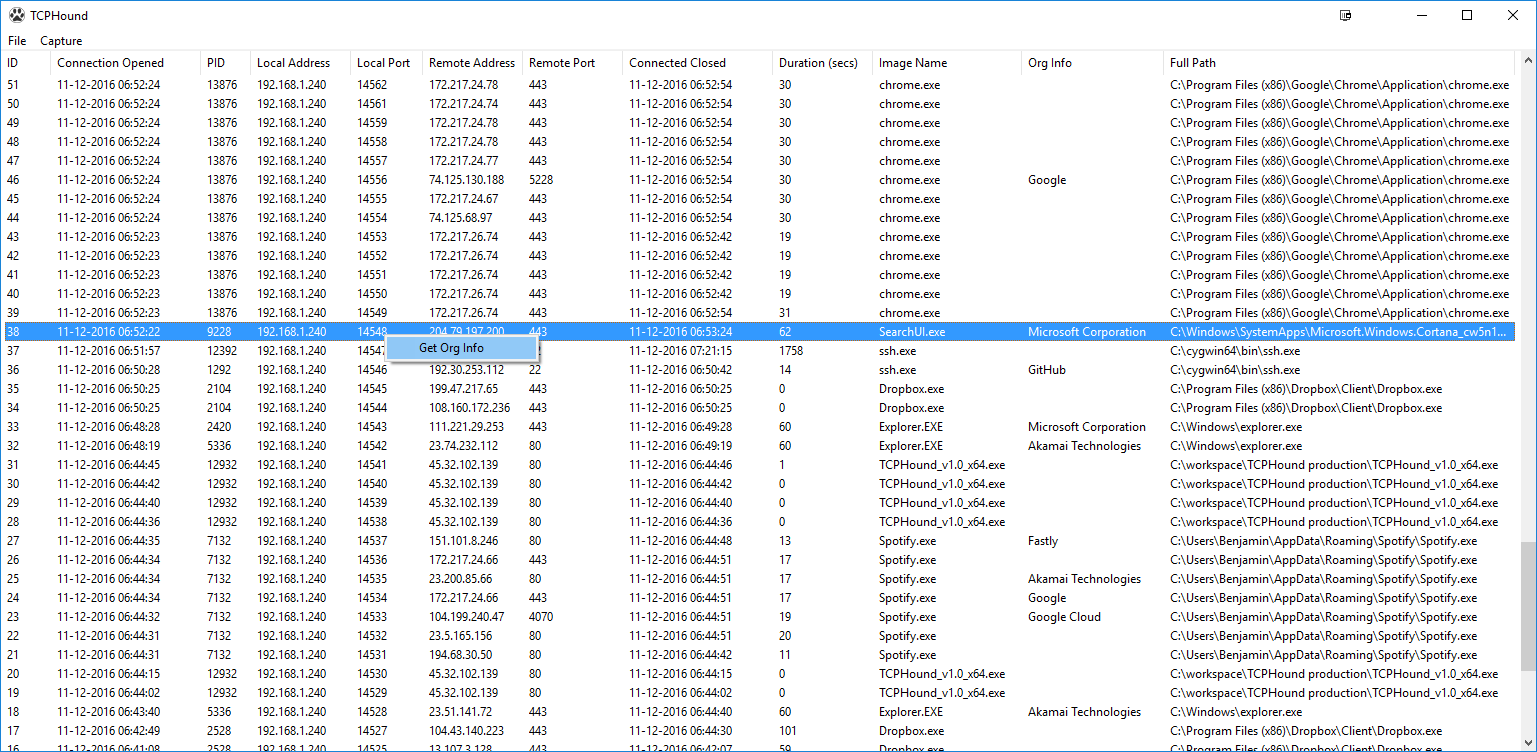 TCPHound
File Capture
ID Connection Opened PID Local Address Local Port Remote Address Remote Port Connected Closed Duration (secs) Image Name Org Info Full Path
51 11-12-2016 06:52:24 13876 192.168.1.240 14562 172.217.24.78 443 11-12-2016 06:52:54 30 chrome.exe C:\Program Files (x86)\Google\Chrome\Application\chrome.exe
50 11-12-2016 06:52:24 13876 192.168.1.240 14561 172.217.24.74 443 11-12-2016 06:52:54 30 chrome.exe C:\Program Files (x86)\Google\Chrome\Application\chrome.exe
49 11-12-2016 06:52:24 13876 192.168.1.240 14559 172.217.24.78 443 11-12-2016 06:52:54 30 chrome.exe C:\Program Files (x86)\Google\Chrome\Application\chrome.exe
48 11-12-2016 06:52:24 13876 192.168.1.240 14558 172.217.24.78 443 11-12-2016 06:52:54 30 chrome.exe C:\Program Files (x86)\Google\Chrome\Application\chrome.exe
47 11-12-2016 06:52:24 13876 192.168.1.240 14557 172.217.24.77 443 11-12-2016 06:52:54 30 chrome.exe C:\Program Files (x86)\Google\Chrome\Application\chrome.exe
46 11-12-2016 06:52:24 13876 192.168.1.240 14556 74.125.130.188 5228 11-12-2016 06:52:54 30 chrome.exe Google C:\Program Files (x86)\Google\Chrome\Application\chrome.exe
45 11-12-2016 06:52:24 13876 192.168.1.240 14555 172.217.24.67 443 11-12-2016 06:52:54 30 chrome.exe C:\Program Files (x86)\Google\Chrome\Application\chrome.exe
44 11-12-2016 06:52:24 13876 192.168.1.240 14554 74.125.68.97 443 11-12-2016 06:52:54 30 chrome.exe C:\Program Files (x86)\Google\Chrome\Application\chrome.exe
43 11-12-2016 06:52:23 13876 192.168.1.240 14553 172.217.26.74 443 11-12-2016 06:52:42 19 chrome.exe C:\Program Files (x86)\Google\Chrome\Application\chrome.exe
42 11-12-2016 06:52:23 13876 192.168.1.240 14552 172.217.26.74 443 11-12-2016 06:52:42 19 chrome.exe C:\Program Files (x86)\Google\Chrome\Application\chrome.exe
41 11-12-2016 06:52:23 13876 192.168.1.240 14551 172.217.26.74 443 11-12-2016 06:52:42 19 chrome.exe C:\Program Files (x86)\Google\Chrome\Application\chrome.exe
40 11-12-2016 06:52:23 13876 192.168.1.240 14550 172.217.26.74 443 11-12-2016 06:52:42 19 chrome.exe C:\Program Files (x86)\Google\Chrome\Application\chrome.exe
39 11-12-2016 06:52:23 13876 192.168.1.240 14549 172.217.26.74 443 11-12-2016 06:52:54 31 chrome.exe C:\Program Files (x86)\Google\Chrome\Application\chrome.exe
38 11-12-2016 06:52:22 9228 192.168.1.240 14548 204.79.197.200 443 11-12-2016 06:53:24 62 SearchUI.exe Microsoft Corporation C:\Windows\SystemApps\Microsoft.Windows.Cortana_cw5n1...
Get Org Info
37 11-12-2016 06:51:57 12392 192.168.1.240 14547 11-12-2016 07:21:15 1758 ssh.exe C:\cygwin64\bin\ssh.exe
36 11-12-2016 06:50:28 1292 192.168.1.240 14546 192.30.253.112 22 11-12-2016 06:50:42 14 ssh.exe GitHub C:\cygwin64\bin\ssh.exe
35 11-12-2016 06:50:25 2104 192.168.1.240 14545 199.47.217.65 443 11-12-2016 06:50:25 0 Dropbox.exe C:\Program Files (x86)\Dropbox\Client\Dropbox.exe
34 11-12-2016 06:50:25 2104 192.168.1.240 14544 108.160.172.236 443 11-12-2016 06:50:25 0 Dropbox.exe C:\Program Files (x86)\Dropbox\Client\Dropbox.exe
33 11-12-2016 06:48:28 2420 192.168.1.240 14543 111.221.29.253 443 11-12-2016 06:49:28 60 Explorer.EXE Microsoft Corporation C:\Windows\explorer.exe
32 11-12-2016 06:48:19 5336 192.168.1.240 14542 23.74.232.112 80 11-12-2016 06:49:19 60 Explorer.EXE Akamai Technologies C:\Windows\explorer.exe
31 11-12-2016 06:44:45 12932 192.168.1.240 14541 45.32.102.139 80 11-12-2016 06:44:46 1 TCPHound_v1.0_x64.exe C:\workspace\TCPHound production\TCPHound_v1.0_x64.exe
30 11-12-2016 06:44:42 12932 192.168.1.240 14540 45.32.102.139 80 11-12-2016 06:44:42 0 TCPHound_v1.0_x64.exe C:\workspace\TCPHound production\TCPHound_v1.0_x64.exe
29 11-12-2016 06:44:40 12932 192.168.1.240 14539 45.32.102.139 80 11-12-2016 06:44:40 0 TCPHound_v1.0_x64.exe C:\workspace\TCPHound production\TCPHound_v1.0_x64.exe
28 11-12-2016 06:44:36 12932 192.168.1.240 14538 45.32.102.139 80 11-12-2016 06:44:36 0 TCPHound_v1.0_x64.exe C:\workspace\TCPHound production\TCPHound_v1.0_x64.exe
27 11-12-2016 06:44:35 7132 192.168.1.240 14537 151.101.8.246 80 11-12-2016 06:44:48 13 Spotify.exe Fastly C:\Users\Benjamin\AppData\Roaming\Spotify\Spotify.exe
26 11-12-2016 06:44:34 7132 192.168.1.240 14536 172.217.24.66 443 11-12-2016 06:44:51 17 Spotify.exe C:\Users\Benjamin\AppData\Roaming\Spotify\Spotify.exe
25 11-12-2016 06:44:34 7132 192.168.1.240 14535 23.200.85.66 80 11-12-2016 06:44:51 17 Spotify.exe Akamai Technologies C:\Users\Benjamin\AppData\Roaming\Spotify\Spotify.exe
24 11-12-2016 06:44:34 7132 192.168.1.240 14534 172.217.24.66 443 11-12-2016 06:44:51 17 Spotify.exe Google C:\Users\Benjamin\AppData\Roaming\Spotify\Spotify.exe
23 11-12-2016 06:44:32 7132 192.168.1.240 14533 104.199.240.47 4070 11-12-2016 06:44:51 19 Spotify.exe Google Cloud C:\Users\Benjamin\AppData\Roaming\Spotify\Spotify.exe
22 11-12-2016 06:44:31 7132 192.168.1.240 14532 23.5.165.156 80 11-12-2016 06:44:51 20 Spotify.exe C:\Users\Benjamin\AppData\Roaming\Spotify\Spotify.exe
21 11-12-2016 06:44:31 7132 192.168.1.240 14531 194.68.30.50 80 11-12-2016 06:44:42 11 Spotify.exe C:\Users\Benjamin\AppData\Roaming\Spotify\Spotify.exe
20 11-12-2016 06:44:15 12932 192.168.1.240 14530 45.32.102.139 80 11-12-2016 06:44:15 0 TCPHound_v1.0_x64.exe C:\workspace\TCPHound production\TCPHound_v1.0_x64.exe
19 11-12-2016 06:44:02 12932 192.168.1.240 14529 45.32.102.139 80 11-12-2016 06:44:02 0 TCPHound_v1.0_x64.exe C:\workspace\TCPHound production\TCPHound_v1.0_x64.exe
18 11-12-2016 06:43:40 5336 192.168.1.240 14528 23.51.141.72 443 11-12-2016 06:44:40 60 Explorer.EXE Akamai Technologies C:\Windows\explorer.exe
17 11-12-2016 06:42:49 2528 192.168.1.240 14527 104.43.140.223 443 11-12-2016 06:44:30 101 Dropbox.exe C:\Program Files (x86)\Dropbox\Client\Dropbox.exe
16 11-12-2016 06:41:08 2528 192.168.1.240 14525 13.107.3.128 443 11-12-2016 06:42:07 59 Dropbox.exe C:\Program Files (x86)\Dropbox\Client\Dropbox.exe